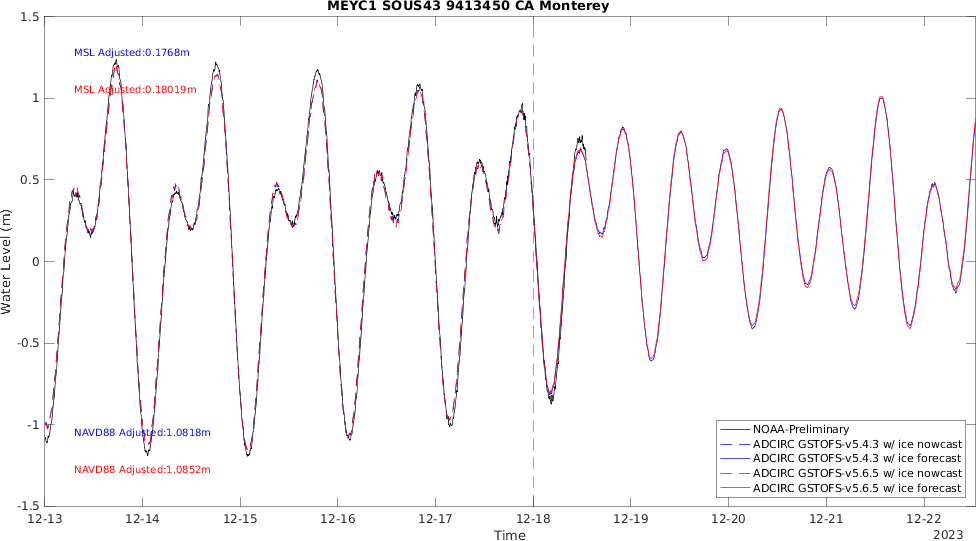 MEYC1 SOUS43 9413450 CA Monterey
1.5
1
0.5
0
-0.5
-1
-1.5
Water Level (m)
MSL Adjusted:0.1768m
MSL Adjusted:0.18019m
NAVD88 Adjusted:1.0818m
NAVD88 Adjusted:1.0852m
NOAA-Preliminary
ADCIRC GSTOFS-v5.4.3 w/ ice nowcast
ADCIRC GSTOFS-v5.4.3 w/ ice forecast
ADCIRC GSTOFS-v5.6.5 w/ ice nowcast
ADCIRC GSTOFS-v5.6.5 w/ ice forecast
12-13 12-14 12-15 12-16 12-17 12-18 12-19 12-20 12-21 12-22
Time
2023